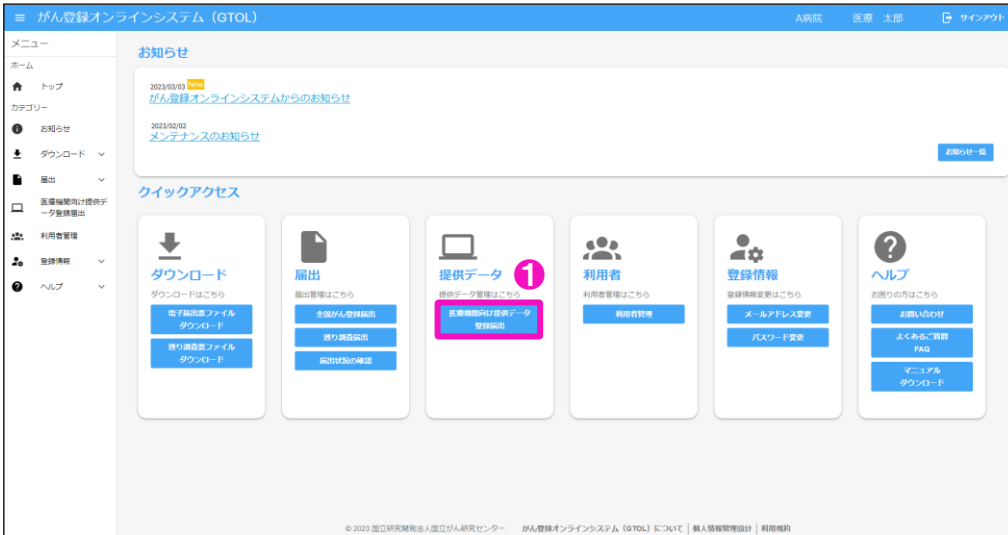 がん登録オンラインシステム（GTOL）
A病院
医療 太郎
サインアウト
メニュー
ホーム
トップ
カテゴリー
お知らせ
ダウンロード
届出
医療機関向け提供デ
ータ登録届出
利用者管理
登録情報
ヘルプ
お知らせ
2023/03/03 New
がん登録オンラインシステムからのお知らせ
2023/02/02
メンテナンスのお知らせ
お知らせ一覧
クイックアクセス
ダウンロード
ダウンロードはこちら
電子届出票ファイル
ダウンロード
遡り調査票ファイル
ダウンロード
届出
届出管理はこちら
全国がん登録届出
遡り調査届出
届出状況の確認
提供データ
1
提供データ管理はこちら
医療機関向け提供データ
登録届出
利用者
利用者管理はこちら
利用者管理
登録情報
登録情報変更はこちら
メールアドレス変更
パスワード変更
ヘルプ
お困りの方はこちら
お問い合わせ
よくあるご質問
FAQ
マニュアル
ダウンロード
© 2023 国立研究開発法人国立がん研究センター がん登録オンラインシステム（GTOL）について | 個人情報管理設計 | 利用規約